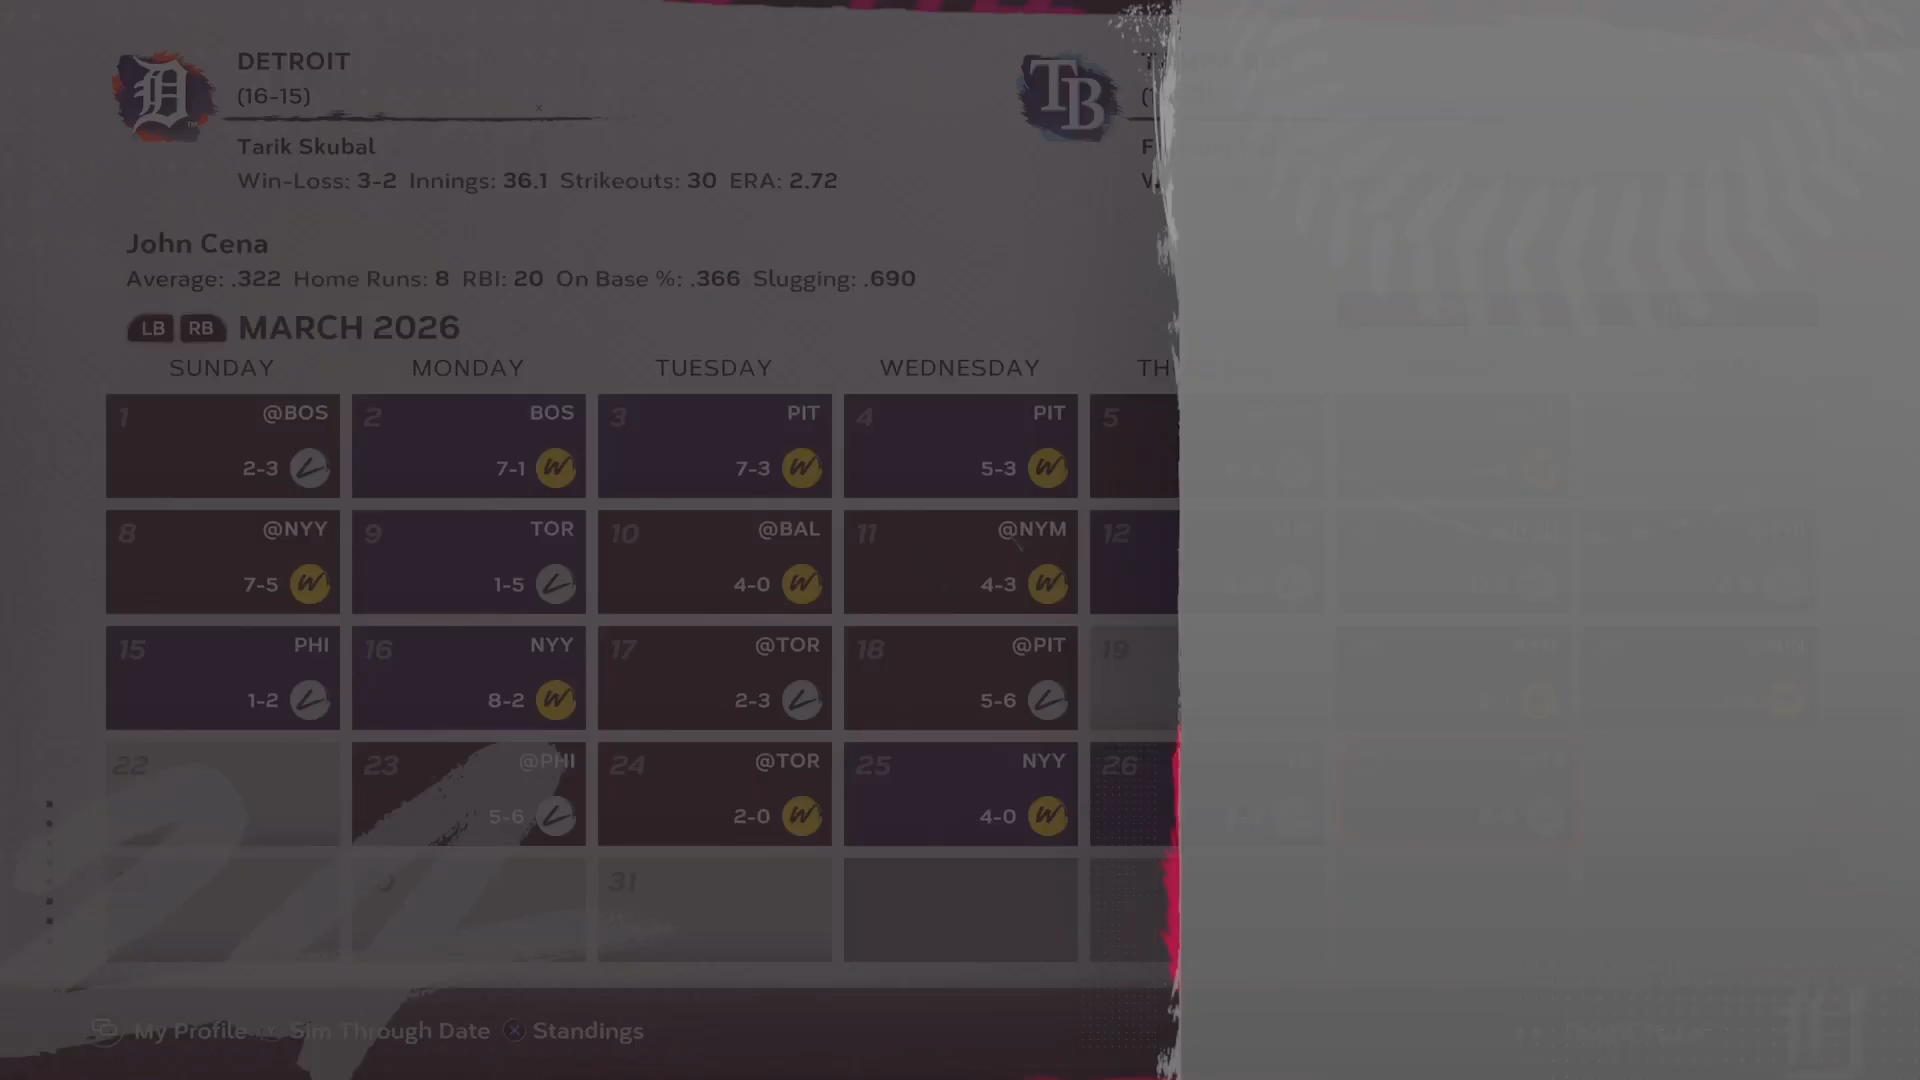 DETROIT
(16-15)
Tarik Skubal
Win-Loss: 3-2 Innings: 36.1 Strikeouts: 30 ERA: 2.72
TB
John Cena
Average: .322 Home Runs: 8 RBI: 20 On Base %: .366 Slugging: .690
LB RB MARCH 2026
SUNDAY MONDAY TUESDAY WEDNESDAY TH
1 @BOS 2 BOS 3 PIT 4 PIT 5
2-3 L 7-1 W 7-3 W 5-3 W
8 @NYY 9 TOR 10 @BAL 11 @NYM 12
7-5 W 1-5 L 4-0 W 4-3 W
15 PHI 16 NYY 17 @TOR 18 @PIT 19
1-2 L 8-2 W 2-3 L 5-6 L
22 23 @PHI 24 @TOR 25 NYY 26
5-6 L 2-0 W 4-0 W
31
My Profile Y Sim Through Date X Standings